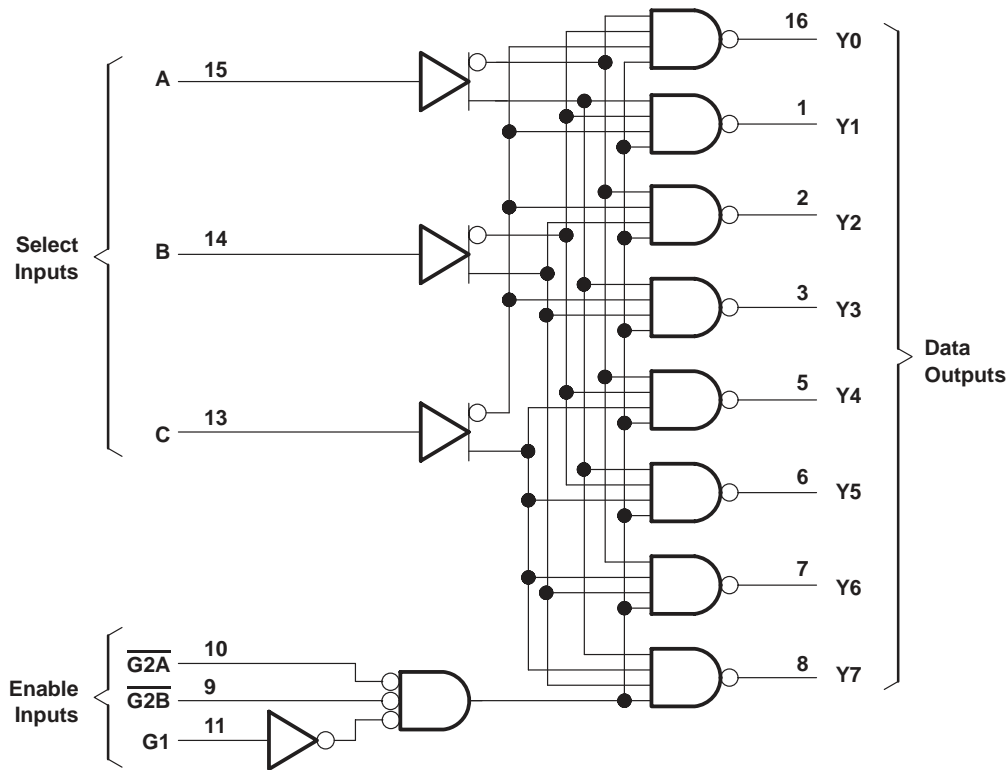 16
Y0
A 15
1
Y1
2
Y2
Select
Inputs
B 14
3
Y3
Data
Outputs
5
Y4
C 13
6
Y5
7
Y6
Enable
Inputs
G2A 10
G2B 9
G1 11
8
Y7